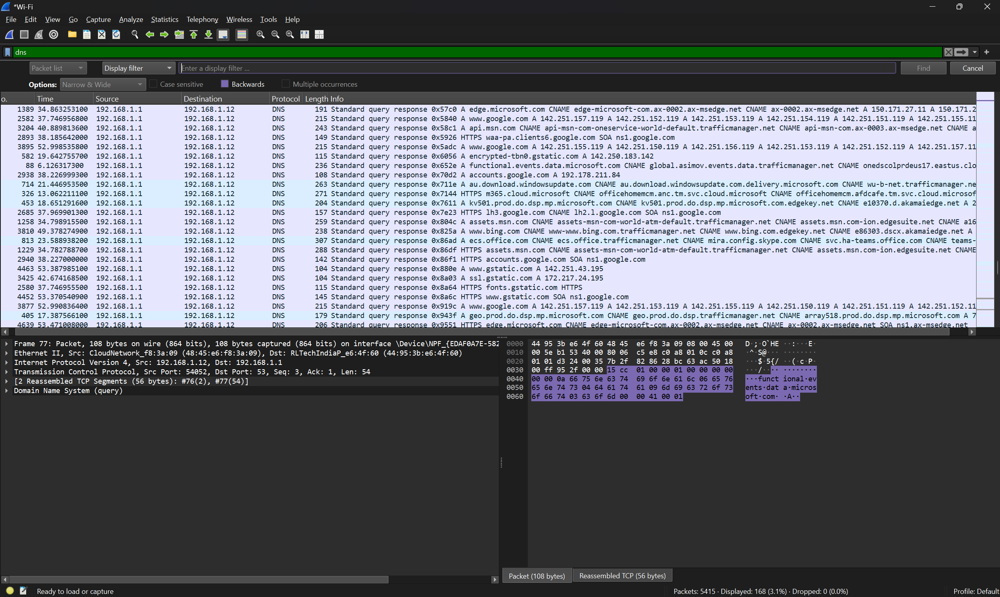 *Wi-Fi
File Edit View Go Capture Analyze Statistics Telephony Wireless Tools Help
dns
Packet list Display filter Enter a display filter ... Find Cancel
Options: Narrow & Wide Case sensitive Backwards Multiple occurrences
o. Time Source Destination Protocol Length Info
1389 34.863253100 192.168.1.1 192.168.1.12 DNS 191 Standard query response 0x57c0 A edge.microsoft.com CNAME edge-microsoft-com.ax-0002.ax-msedge.net CNAME ax-0002.ax-msedge.net A 150.171.27.11 A 150.171.2
2582 37.746956800 192.168.1.1 192.168.1.12 DNS 215 Standard query response 0x5840 A www.google.com A 142.251.157.119 A 142.251.152.119 A 142.251.153.119 A 142.251.154.119 A 142.251.151.119 A 142.251.155.11
3204 40.889813600 192.168.1.1 192.168.1.12 DNS 243 Standard query response 0x58c1 A api.msn.com CNAME api-msn-com-oneservice-world-default.trafficmanager.net CNAME api-msn-com.ax-0003.ax-msedge.net CNAME a
2893 38.185642000 192.168.1.1 192.168.1.12 DNS 149 Standard query response 0x5926 HTTPS waa-pa.clients6.google.com SOA ns1.google.com
3895 52.998535800 192.168.1.1 192.168.1.12 DNS 215 Standard query response 0x5adc A www.google.com A 142.251.155.119 A 142.251.150.119 A 142.251.156.119 A 142.251.153.119 A 142.251.152.119 A 142.251.157.11
582 19.642755700 192.168.1.1 192.168.1.12 DNS 115 Standard query response 0x6056 A encrypted-tbn0.gstatic.com A 142.250.183.142
88 6.126317300 192.168.1.1 192.168.1.12 DNS 236 Standard query response 0x652e A functional.events.data.microsoft.com CNAME global.asimov.events.data.trafficmanager.net CNAME onedscolprdeus17.eastus.clo
2938 38.226999300 192.168.1.1 192.168.1.12 DNS 108 Standard query response 0x70d2 A accounts.google.com A 192.178.211.84
714 21.446953500 192.168.1.1 192.168.1.12 DNS 263 Standard query response 0x711e A au.download.windowsupdate.com CNAME au.download.windowsupdate.com.delivery.microsoft.com CNAME wu-b-net.trafficmanager.ne
326 13.062211100 192.168.1.1 192.168.1.12 DNS 271 Standard query response 0x7144 HTTPS m365.cloud.microsoft CNAME officehomemcm.anc.tm.svc.cloud.microsoft CNAME officehomemcm.afdcafe.tm.svc.cloud.microsof
453 18.651291600 192.168.1.1 192.168.1.12 DNS 204 Standard query response 0x7611 A kv501.prod.do.dsp.mp.microsoft.com CNAME kv501.prod.do.dsp.mp.microsoft.com.edgekey.net CNAME e10370.d.akamaiedge.net A 2
2685 37.969901300 192.168.1.1 192.168.1.12 DNS 157 Standard query response 0x7e23 HTTPS lh3.google.com CNAME lh2.l.google.com SOA ns1.google.com
1258 34.798915500 192.168.1.1 192.168.1.12 DNS 259 Standard query response 0x804c A assets.msn.com CNAME assets-msn-com-world-atm-default.trafficmanager.net CNAME assets.msn.com-ion.edgesuite.net CNAME a16
3810 49.378274900 192.168.1.1 192.168.1.12 DNS 238 Standard query response 0x825a A www.bing.com CNAME www-www.bing.com.trafficmanager.net CNAME www.bing.com.edgekey.net CNAME e86303.dscx.akamaiedge.net A
813 23.588938200 192.168.1.1 192.168.1.12 DNS 307 Standard query response 0x86ad A ecs.office.com CNAME ecs.office.trafficmanager.net CNAME mira.config.skype.com CNAME svc.ha-teams.office.com CNAME teams-
1229 34.782788700 192.168.1.1 192.168.1.12 DNS 288 Standard query response 0x86df HTTPS assets.msn.com CNAME assets-msn-com-world-atm-default.trafficmanager.net CNAME assets.msn.com-ion.edgesuite.net CNAME
2940 38.227000000 192.168.1.1 192.168.1.12 DNS 142 Standard query response 0x86f1 HTTPS accounts.google.com SOA ns1.google.com
4463 53.387985100 192.168.1.1 192.168.1.12 DNS 104 Standard query response 0x880e A www.gstatic.com A 142.251.43.195
3425 42.674168500 192.168.1.1 192.168.1.12 DNS 104 Standard query response 0x8a03 A ssl.gstatic.com A 172.217.24.195
2580 37.746955500 192.168.1.1 192.168.1.12 DNS 115 Standard query response 0x8a64 HTTPS fonts.gstatic.com HTTPS
4452 53.370540900 192.168.1.1 192.168.1.12 DNS 145 Standard query response 0x8a6c HTTPS www.gstatic.com SOA ns1.google.com
3877 52.990836400 192.168.1.1 192.168.1.12 DNS 215 Standard query response 0x919c A www.google.com A 142.251.157.119 A 142.251.153.119 A 142.251.155.119 A 142.251.150.119 A 142.251.151.119 A 142.251.152.11
405 17.387566100 192.168.1.1 192.168.1.12 DNS 179 Standard query response 0x943f A geo.prod.do.dsp.mp.microsoft.com CNAME geo.prod.do.dsp.trafficmanager.net CNAME array518.prod.do.dsp.mp.microsoft.com A 7
4639 53.471008000 192.168.1.1 192.168.1.12 DNS 206 Standard query response 0x9551 HTTPS edge.microsoft.com CNAME edge-microsoft-com.ax-0002.ax-msedge.net CNAME ax-0002.ax-msedge.net SOA ns1.ax-msedge.net
Frame 77: Packet, 108 bytes on wire (864 bits), 108 bytes captured (864 bits) on interface \Device\NPF_{EDAF0A7E-582
Ethernet II, Src: CloudNetwork_f8:3a:09 (48:45:e6:f8:3a:09), Dst: RLTechIndiaP_e6:4f:60 (44:95:3b:e6:4f:60)
Internet Protocol Version 4, Src: 192.168.1.12, Dst: 192.168.1.1
Transmission Control Protocol, Src Port: 54052, Dst Port: 53, Seq: 3, Ack: 1, Len: 54
[2 Reassembled TCP Segments (56 bytes): #76(2), #77(54)]
Domain Name System (query)
0000 44 95 3b e6 4f 60 48 45 e6 f8 3a 09 08 00 45 00 D·;·O`HE ··:···E·
0010 00 5e b1 53 40 00 80 06 c5 e8 c0 a8 01 0c c0 a8 ·^·S@··· ········
0020 01 01 d3 24 00 35 7b 2f 82 86 28 bc 63 ac 50 18 ···$·5{/ ··(·c·P·
0030 00 ff 95 2f 00 00 15 cc 01 00 00 01 00 00 00 00 ···/···· ········
0040 00 00 0a 66 75 6e 63 74 69 6f 6e 61 6c 06 65 76 ···funct ional·ev
0050 65 6e 74 73 04 64 61 74 61 09 6d 69 63 72 6f 73 ents·dat a·micros
0060 6f 66 74 03 63 6f 6d 00 00 41 00 01 oft·com· ·A··
Packet (108 bytes) Reassembled TCP (56 bytes)
Ready to load or capture Packets: 5415 · Displayed: 168 (3.1%) · Dropped: 0 (0.0%) Profile: Default